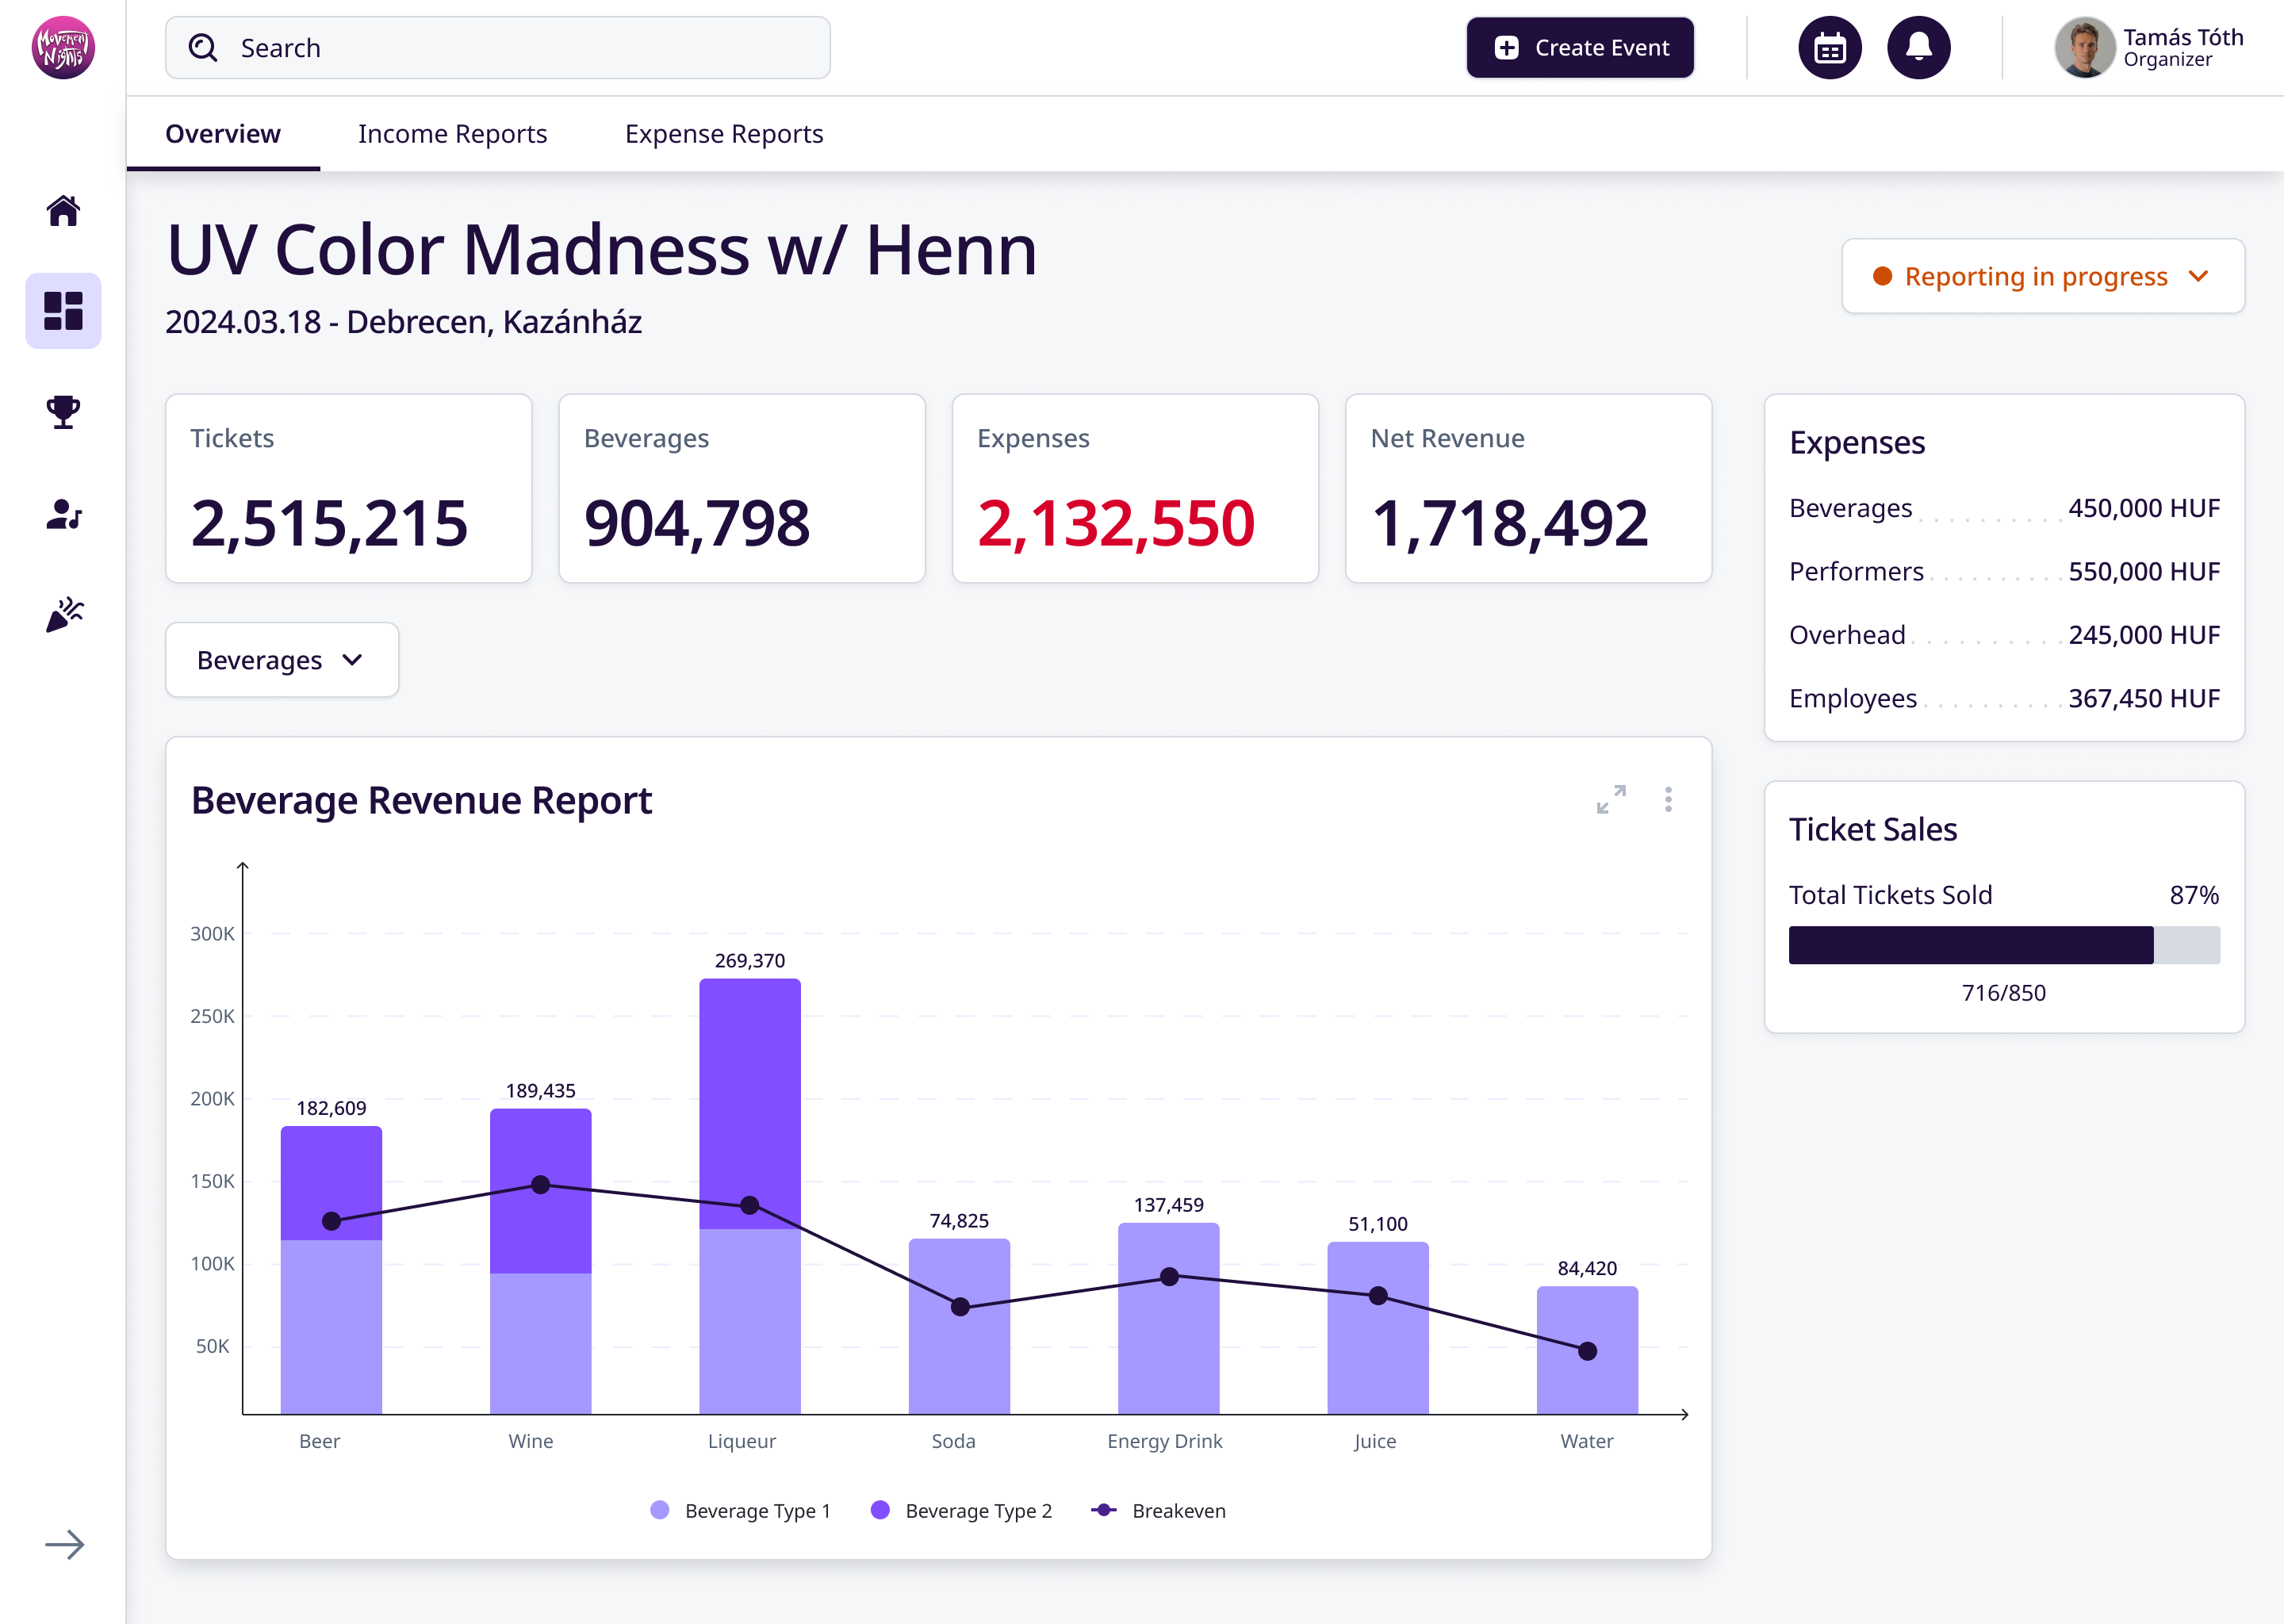 Movement Nights
Search
Create Event
Tamás Tóth
Organizer
Overview
Income Reports
Expense Reports
UV Color Madness w/ Henn
2024.03.18 - Debrecen, Kazánház
Reporting in progress
Tickets
2,515,215
Beverages
904,798
Expenses
2,132,550
Net Revenue
1,718,492
Expenses
Beverages . . . . . . . . . . 450,000 HUF
Performers . . . . . . . . . . 550,000 HUF
Overhead . . . . . . . . . . 245,000 HUF
Employees . . . . . . . . . . 367,450 HUF
Beverages
Beverage Revenue Report
300K
250K
200K
150K
100K
50K
182,609
189,435
269,370
74,825
137,459
51,100
84,420
Beer
Wine
Liqueur
Soda
Energy Drink
Juice
Water
Beverage Type 1
Beverage Type 2
Breakeven
Ticket Sales
Total Tickets Sold
87%
716/850